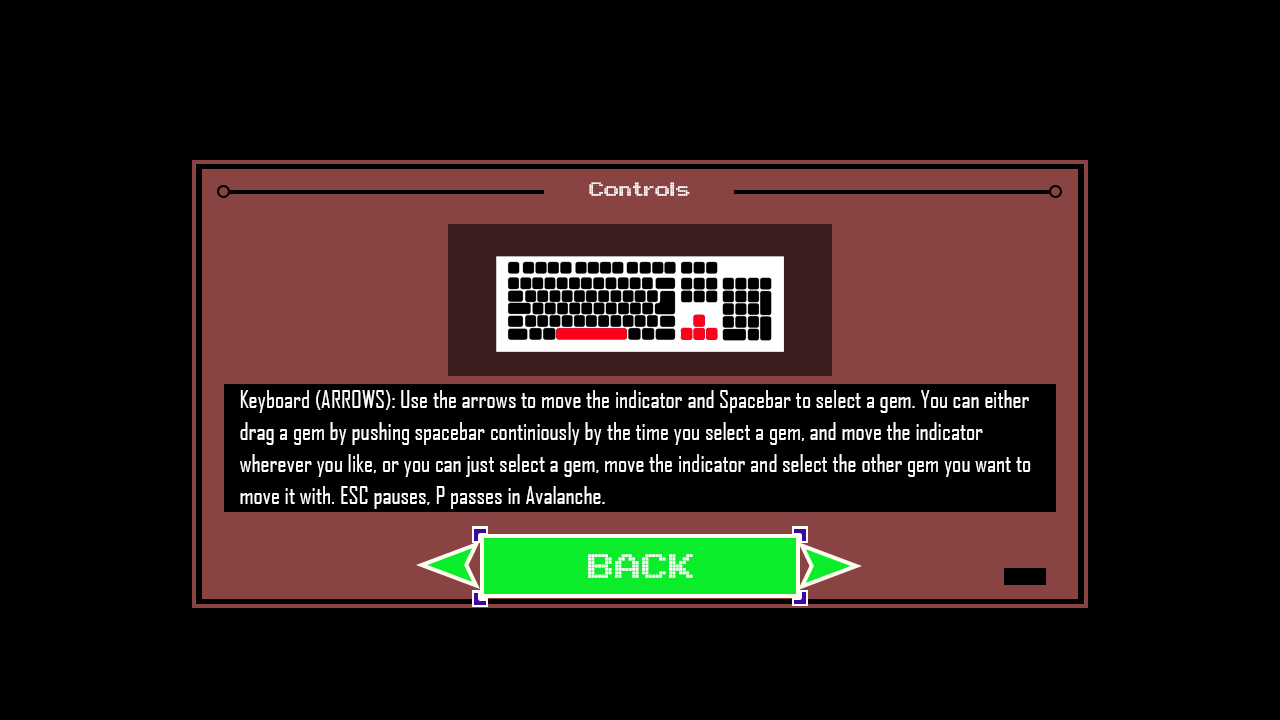 Controls
Keyboard (ARROWS): Use the arrows to move the indicator and Spacebar to select a gem. You can either
drag a gem by pushing spacebar continiously by the time you select a gem, and move the indicator
wherever you like, or you can just select a gem, move the indicator and select the other gem you want to
move it with. ESC pauses, P passes in Avalanche.
BACK